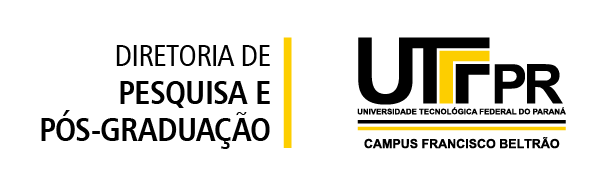 DIRETORIA DE
PESQUISA E
PÓS-GRADUAÇÃO
UTFPR
UNIVERSIDADE TECNOLÓGICA FEDERAL DO PARANÁ
CAMPUS FRANCISCO BELTRÃO